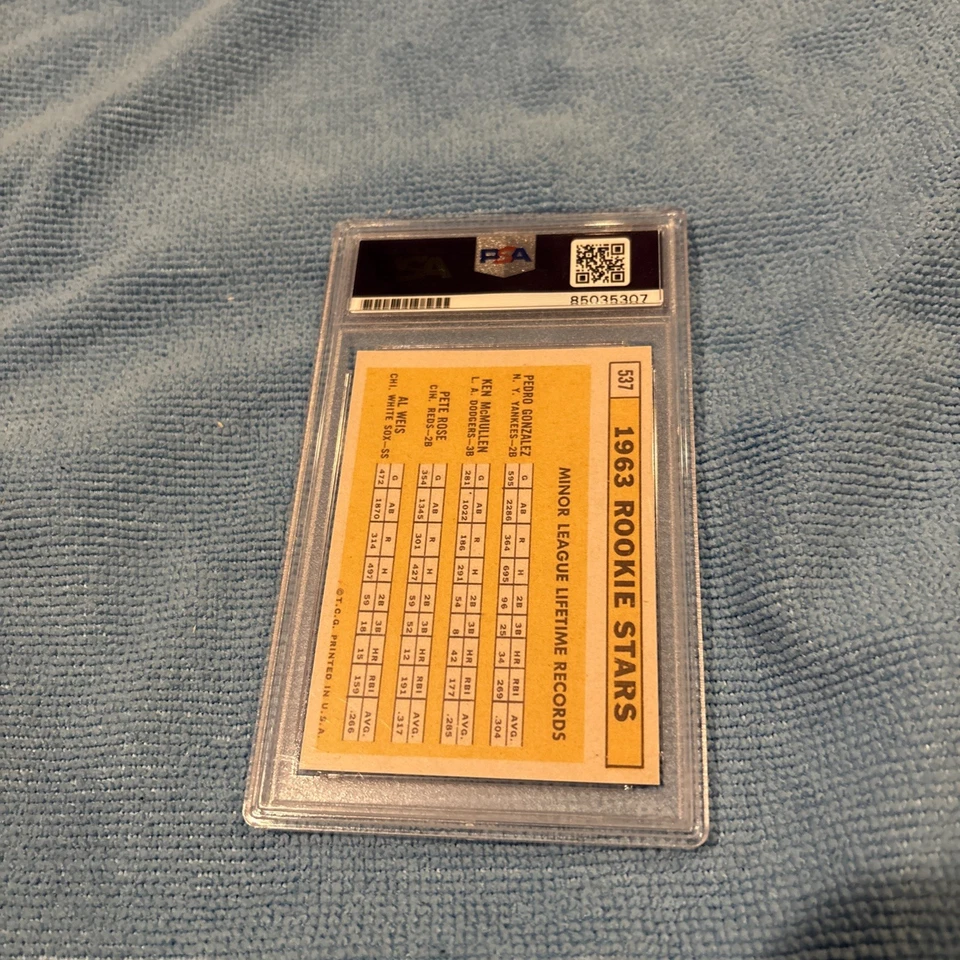 PSA
85035307
537 1963 ROOKIE STARS
MINOR LEAGUE LIFETIME RECORDS
PEDRO GONZALEZ G AB R H 2B 3B HR RBI AVG.
N. Y. YANKEES—2B 595 2286 364 695 96 25 34 269 .304
KEN McMULLEN G AB R H 2B 3B HR RBI AVG.
L. A. DODGERS—3B 281 1022 186 291 54 8 42 177 .285
PETE ROSE G AB R H 2B 3B HR RBI AVG.
CIN. REDS—2B 354 1345 301 427 59 52 12 191 .317
AL WEIS G AB R H 2B 3B HR RBI AVG.
CHI. WHITE SOX—SS 472 1870 314 497 59 18 15 159 .266
©T.C.G. PRINTED IN U.S.A.